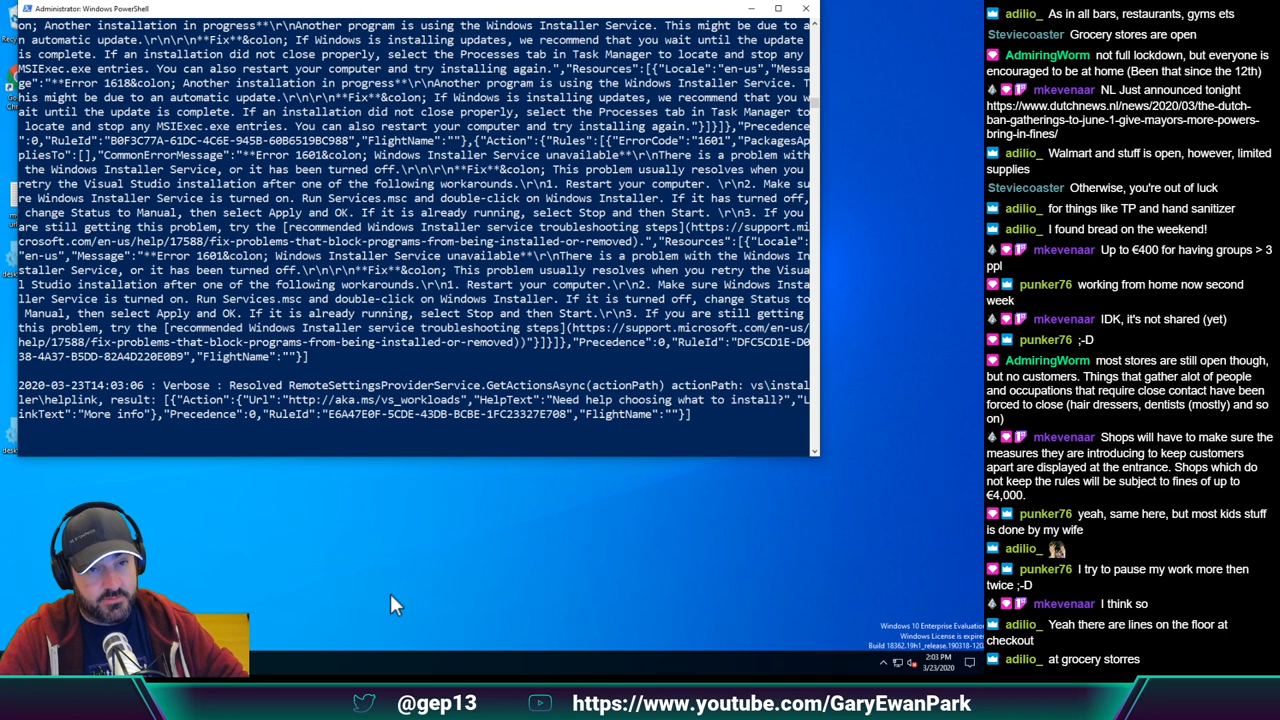 Administrator: Windows PowerShell
on; Another installation in progress**\r\nAnother program is using the Windows Installer Service. This might be due to a
n automatic update.\r\n\r\n**Fix**&colon; If Windows is installing updates, we recommend that you wait until the update
is complete. If an installation did not close properly, select the Processes tab in Task Manager to locate and stop any
MSIExec.exe entries. You can also restart your computer and try installing again.","Resources":[{"Locale":"en-us","Messa
ge":"**Error 1618&colon; Another installation in progress**\r\nAnother program is using the Windows Installer Service. T
his might be due to an automatic update.\r\n\r\n**Fix**&colon; If Windows is installing updates, we recommend that you w
ait until the update is complete. If an installation did not close properly, select the Processes tab in Task Manager to
locate and stop any MSIExec.exe entries. You can also restart your computer and try installing again."}]}]},"Precedence
":0,"RuleId":"B0F3C77A-61DC-4C6E-945B-60B6519BC988","FlightName":""},{"Action":{"Rules":[{"ErrorCode":"1601","PackagesAp
pliesTo":[],"CommonErrorMessage":"**Error 1601&colon; Windows Installer Service unavailable**\r\nThere is a problem with
the Windows Installer Service, or it has been turned off.\r\n\r\n**Fix**&colon; This problem usually resolves when you
retry the Visual Studio installation after one of the following workarounds.\r\n1. Restart your computer. \r\n2. Make su
re Windows Installer Service is turned on. Run Services.msc and double-click on Windows Installer. If it has turned off,
change Status to Manual, then select Apply and OK. If it is already running, select Stop and then Start. \r\n3. If you
are still getting this problem, try the [recommended Windows Installer service troubleshooting steps](https://support.mi
crosoft.com/en-us/help/17588/fix-problems-that-block-programs-from-being-installed-or-removed).","Resources":[{"Locale":
"en-us","Message":"**Error 1601&colon; Windows Installer Service unavailable**\r\nThere is a problem with the Windows In
staller Service, or it has been turned off.\r\n\r\n**Fix**&colon; This problem usually resolves when you retry the Visua
l Studio installation after one of the following workarounds.\r\n1. Restart your computer.\r\n2. Make sure Windows Insta
ller Service is turned on. Run Services.msc and double-click on Windows Installer. If it is turned off, change Status to
Manual, then select Apply and OK. If it is already running, select Stop and then Start.\r\n3. If you are still getting
this problem, try the [recommended Windows Installer service troubleshooting steps](https://support.microsoft.com/en-us/
help/17588/fix-problems-that-block-programs-from-being-installed-or-removed))"}]}]},"Precedence":0,"RuleId":"DFC5CD1E-D0
38-4A37-B5DD-82A4D220E0B9","FlightName":""}]
2020-03-23T14:03:06 : Verbose : Resolved RemoteSettingsProviderService.GetActionsAsync(actionPath) actionPath: vs\instal
ler\helplink, result: [{"Action":{"Url":"http://aka.ms/vs_workloads","HelpText":"Need help choosing what to install?","L
inkText":"More info"},"Precedence":0,"RuleId":"E6A47E0F-5CDE-43DB-BCBE-1FC23327E708","FlightName":""}]
Windows 10 Enterprise Evaluation
Windows License is expire
Build 18362.19h1_release.190318-120
2:03 PM
3/23/2020
adilio_ As in all bars, restaurants, gyms ets
Steviecoaster Grocery stores are open
AdmiringWorm not full lockdown, but everyone is
encouraged to be at home (Been that since the 12th)
mkevenaar NL Just announced tonight
https://www.dutchnews.nl/news/2020/03/the-dutch-
ban-gatherings-to-june-1-give-mayors-more-powers-
bring-in-fines/
adilio_ Walmart and stuff is open, however, limited
supplies
Steviecoaster Otherwise, you're out of luck
adilio_ for things like TP and hand sanitizer
adilio_ I found bread on the weekend!
mkevenaar Up to €400 for having groups > 3
ppl
punker76 working from home now second
week
mkevenaar IDK, it's not shared (yet)
punker76 ;-D
AdmiringWorm most stores are still open though,
but no customers. Things that gather alot of people
and occupations that require close contact have been
forced to close (hair dressers, dentists (mostly) and so
on)
mkevenaar Shops will have to make sure the
measures they are introducing to keep customers
apart are displayed at the entrance. Shops which do
not keep the rules will be subject to fines of up to
€4,000.
punker76 yeah, same here, but most kids stuff
is done by my wife
adilio_
punker76 I try to pause my work more then
twice ;-D
mkevenaar I think so
adilio_ Yeah there are lines on the floor at
checkout
adilio_ at grocery storres
@gep13
https://www.youtube.com/GaryEwanPark